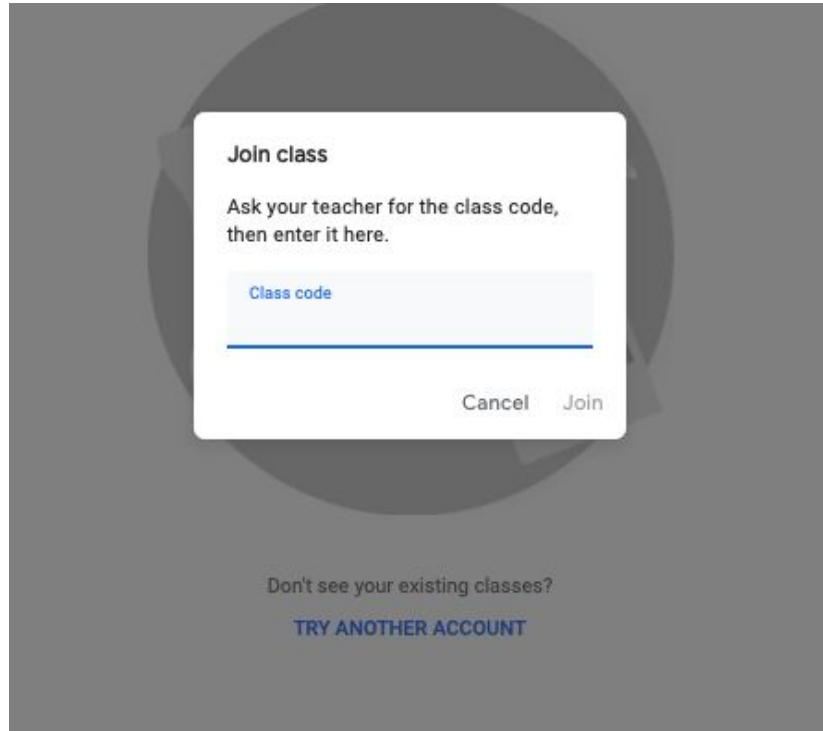 Join class
Ask your teacher for the class code,
then enter it here.
Class code
Cancel Join
Don't see your existing classes?
TRY ANOTHER ACCOUNT